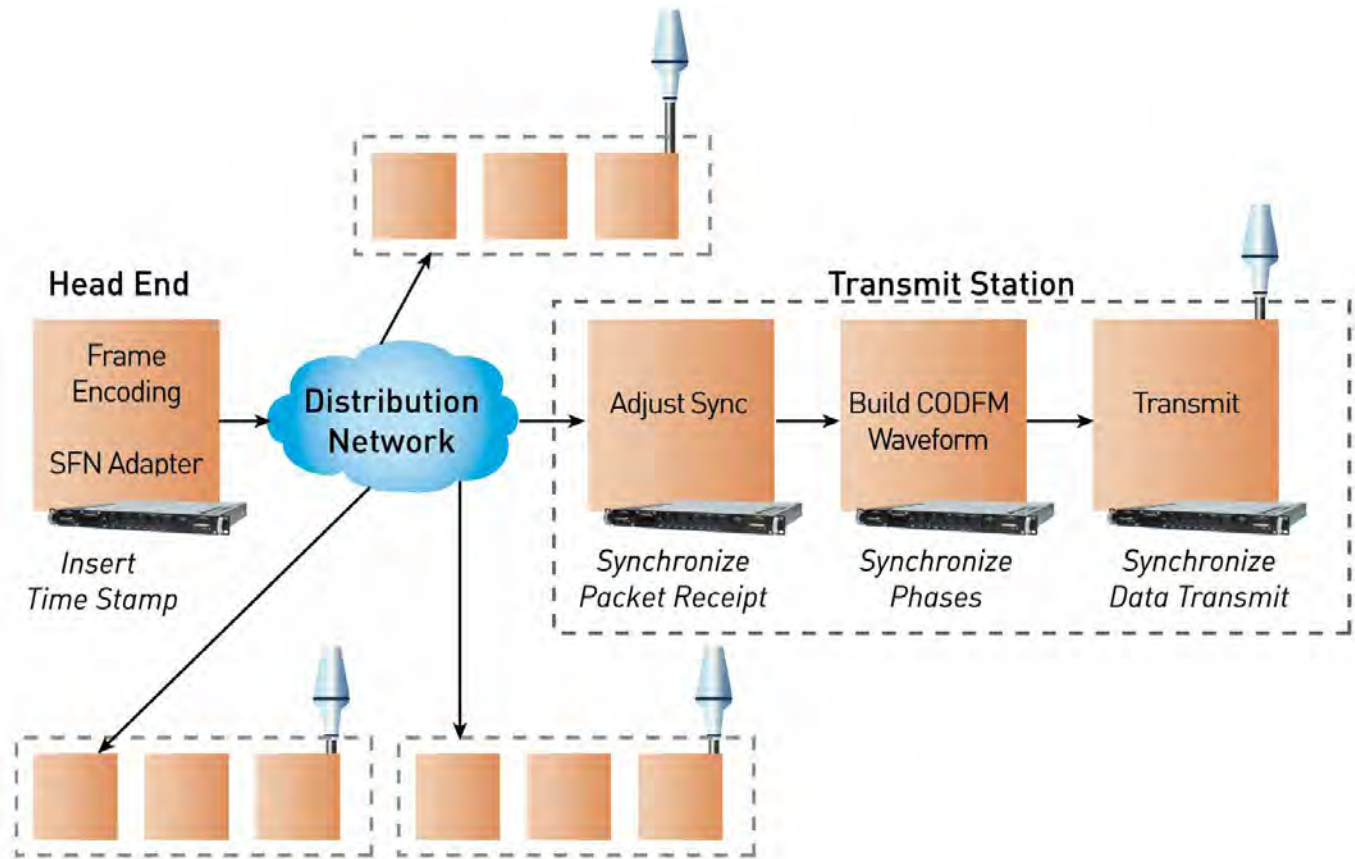 Head End
Frame
Encoding
SFN Adapter
Insert
Time Stamp
Distribution
Network
Transmit Station
Adjust Sync
Synchronize
Packet Receipt
Build CODFM
Waveform
Synchronize
Phases
Transmit
Synchronize
Data Transmit